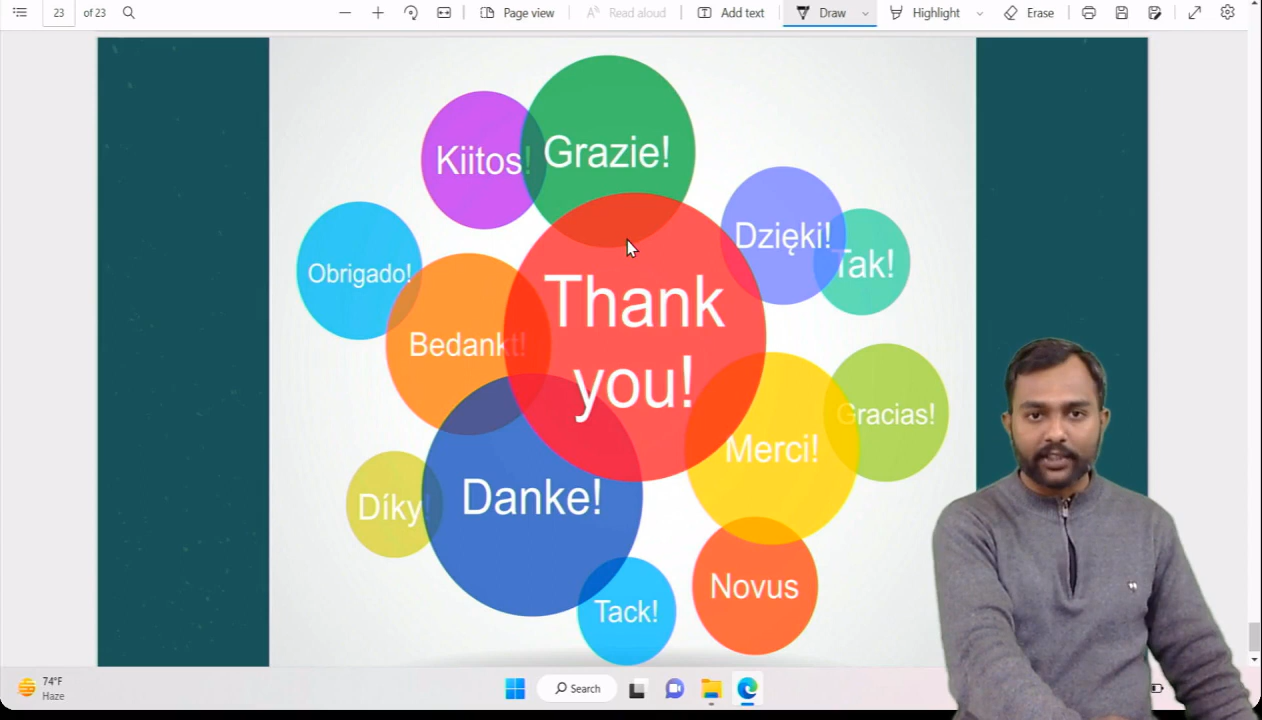 23
of 23
Page view
Read aloud
Add text
Draw
Highlight
Erase
Kiitos!
Grazie!
Dzięki!
Tak!
Obrigado!
Thank
you!
Bedankt!
Gracias!
Merci!
Díky!
Danke!
Novus
Tack!
74°F
Haze
Search